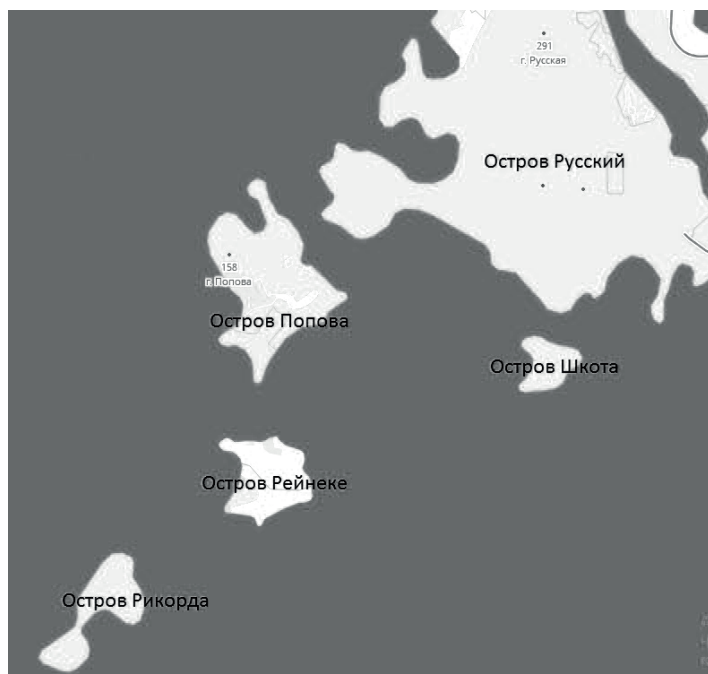 291
г. Русская
Остров Русский
158
г. Попова
Остров Попова
Остров Шкота
Остров Рейнеке
Остров Рикорда